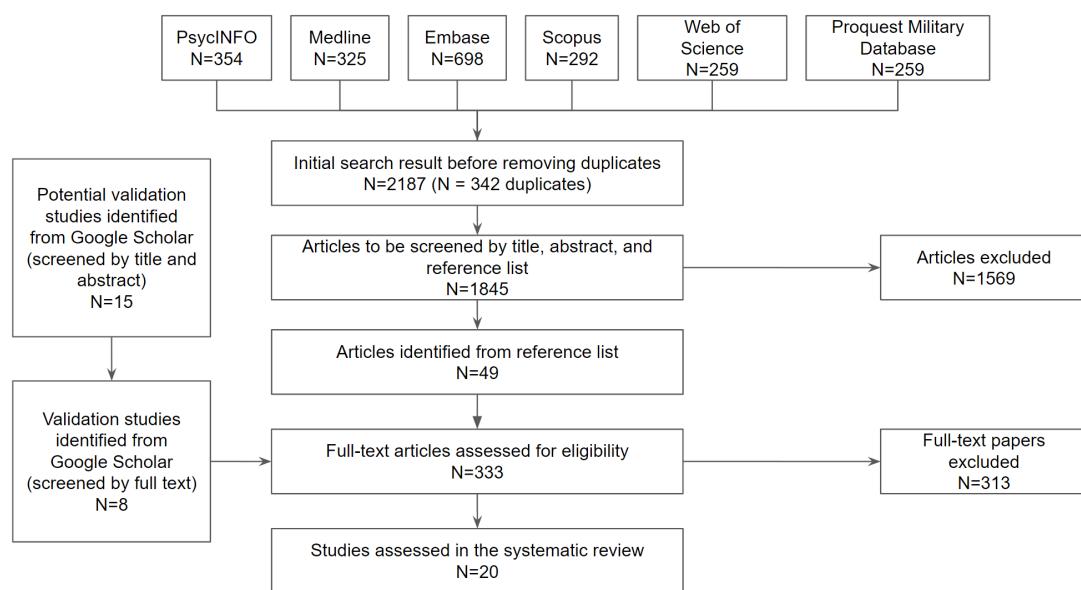 PsycINFO
N=354
Medline
N=325
Embase
N=698
Scopus
N=292
Web of
Science
N=259
Proquest Military
Database
N=259
Initial search result before removing duplicates
N=2187 (N = 342 duplicates)
Potential validation
studies identified
from Google Scholar
(screened by title and
abstract)
N=15
Articles to be screened by title, abstract, and
reference list
N=1845
Articles excluded
N=1569
Articles identified from reference list
N=49
Validation studies
identified from
Google Scholar
(screened by full text)
N=8
Full-text articles assessed for eligibility
N=333
Full-text papers
excluded
N=313
Studies assessed in the systematic review
N=20